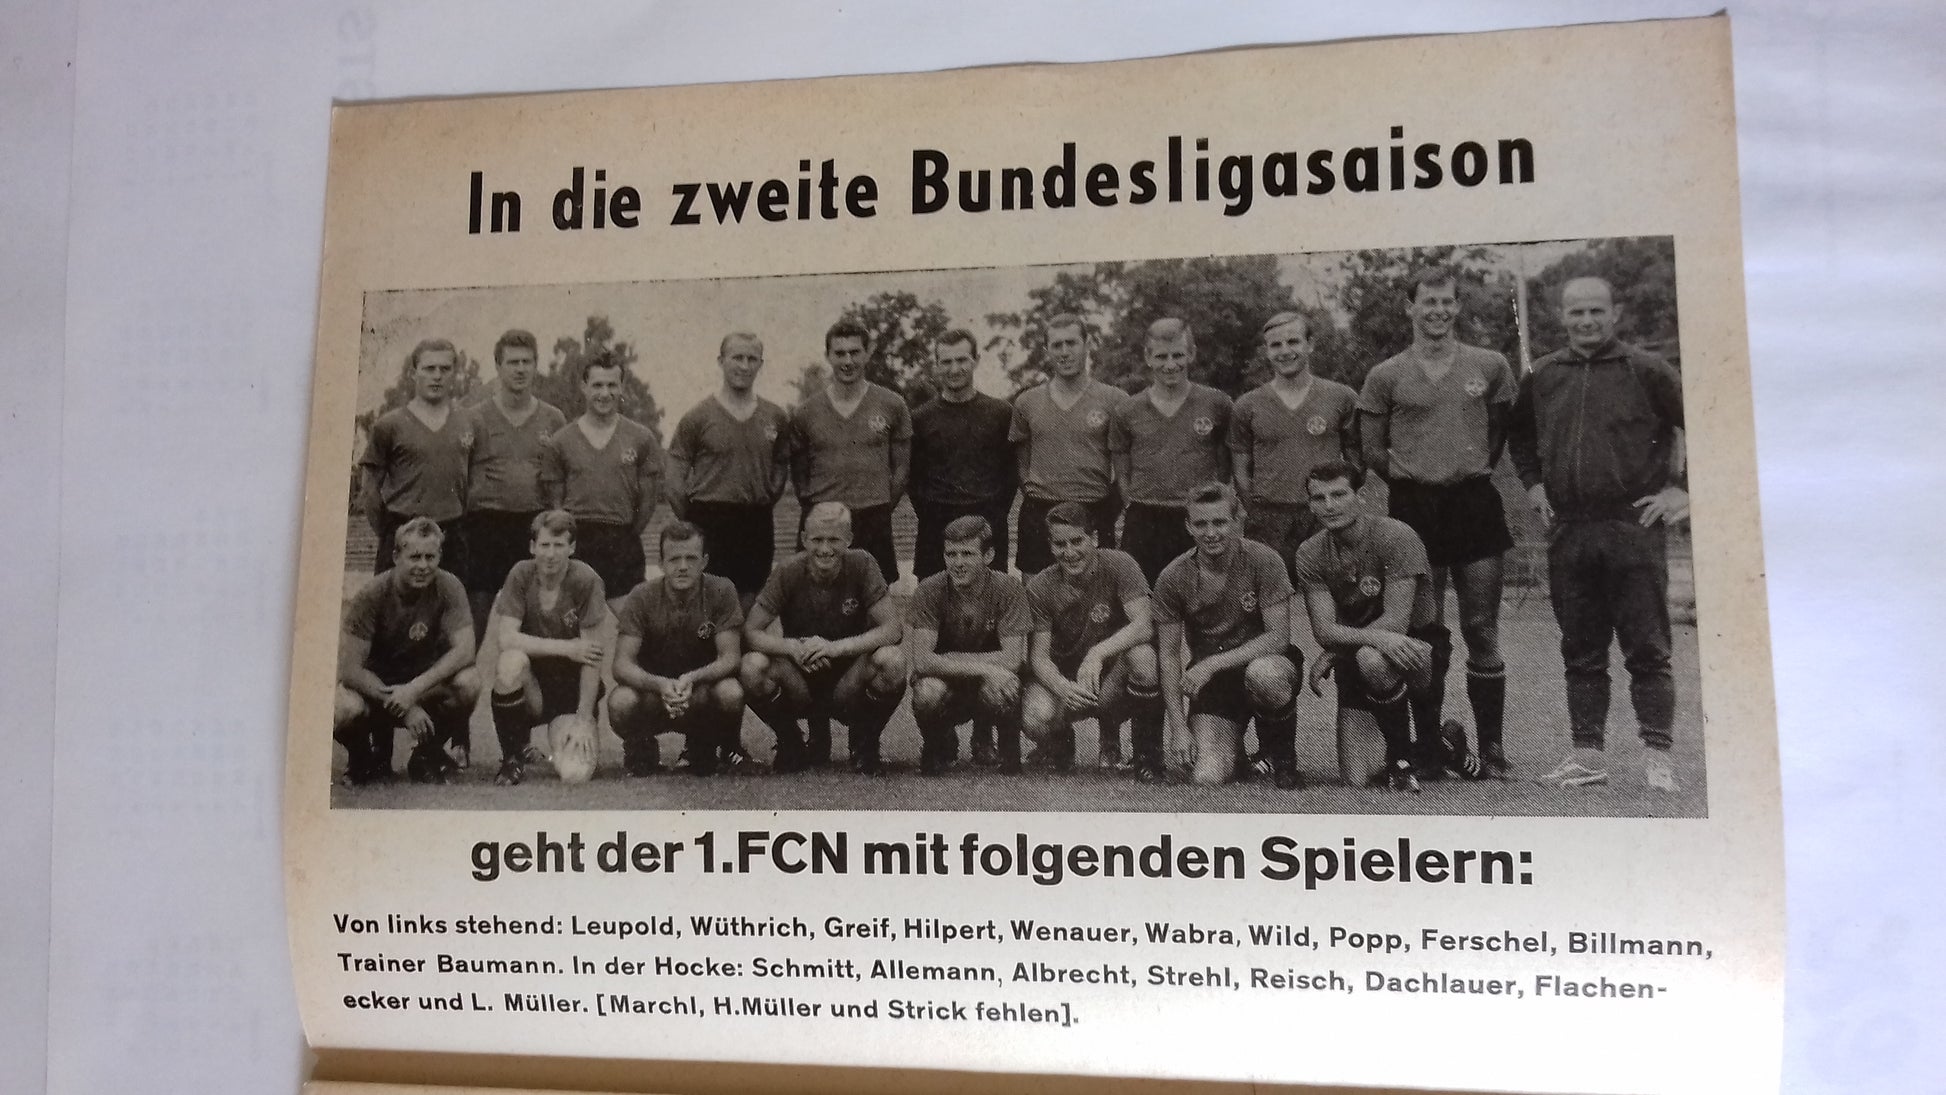 In die zweite Bundesligasaison
geht der 1.FCN mit folgenden Spielern:
Von links stehend: Leupold, Wüthrich, Greif, Hilpert, Wenauer, Wabra, Wild, Popp, Ferschel, Billmann,
Trainer Baumann. In der Hocke: Schmitt, Allemann, Albrecht, Strehl, Reisch, Dachlauer, Flachen-
ecker und L. Müller. [Marchl, H.Müller und Strick fehlen].